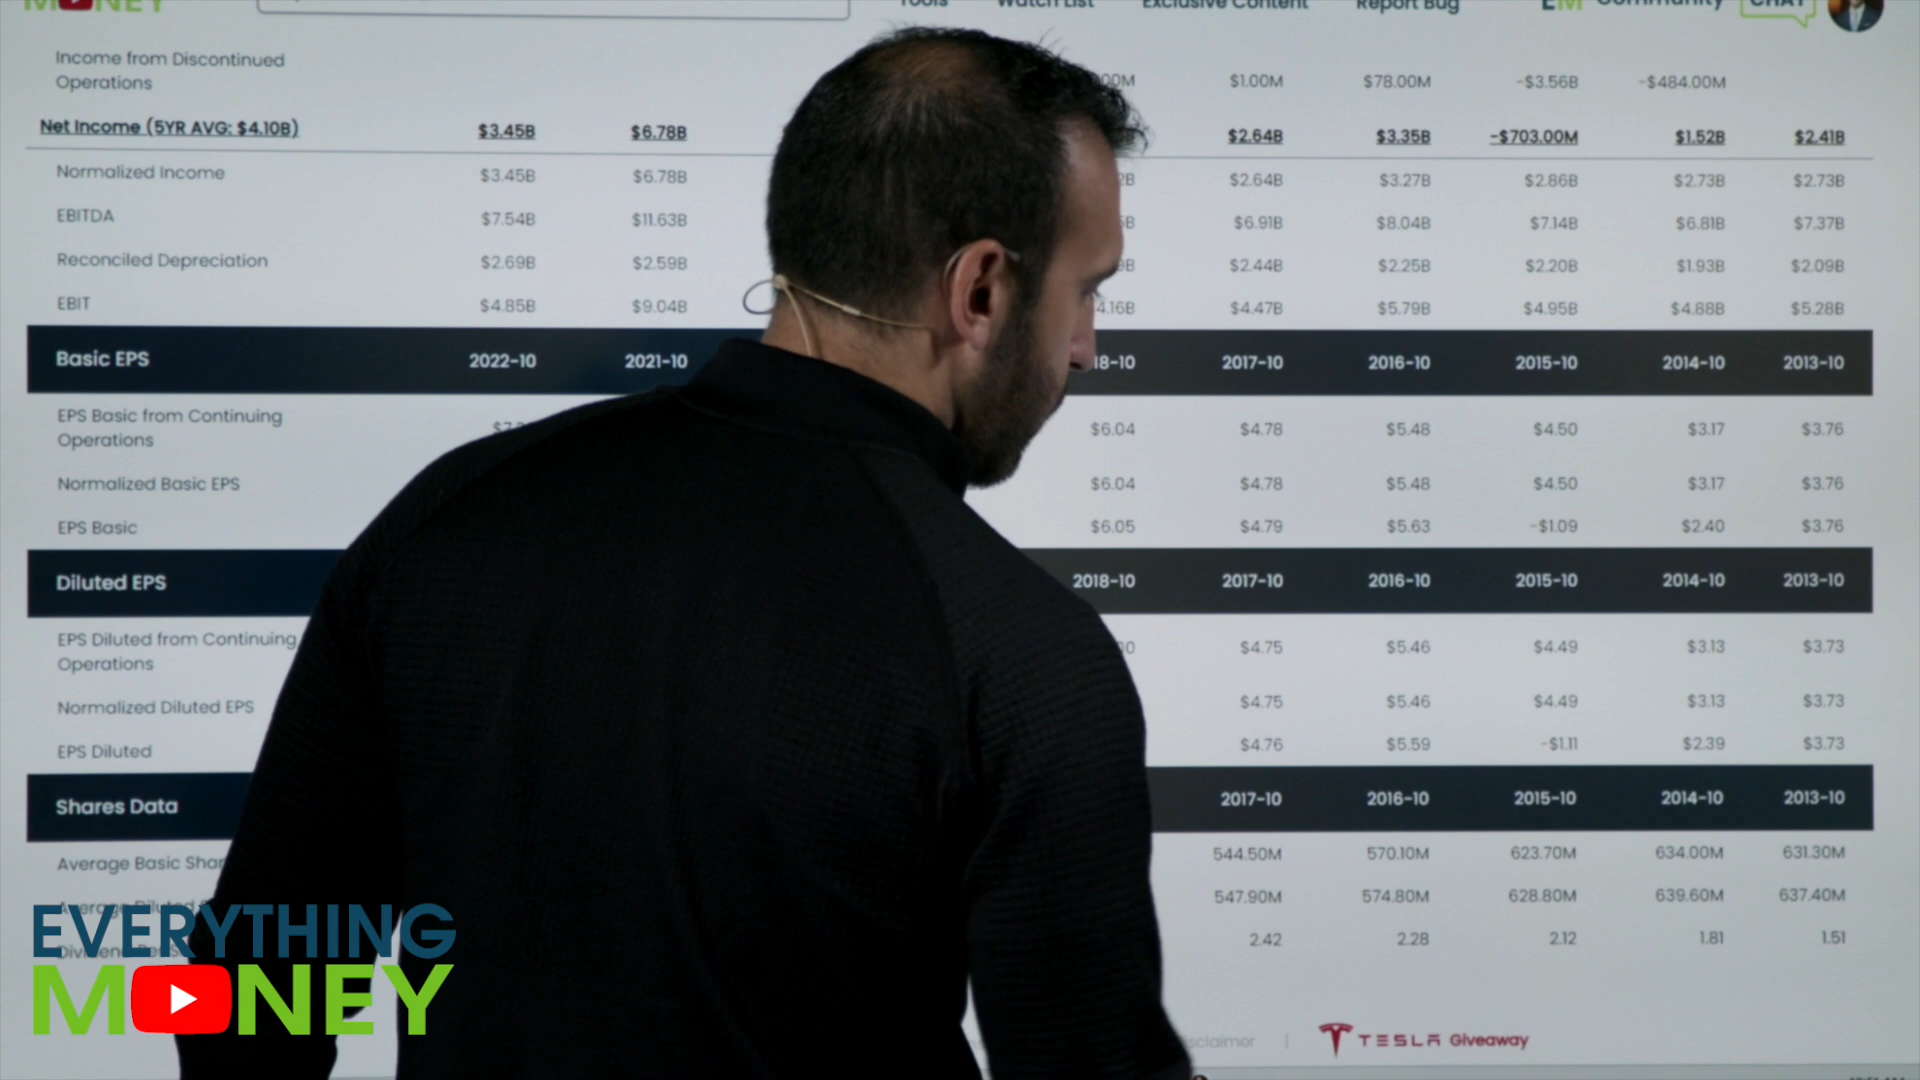 Tools Watch List Exclusive Content Report Bug EM Community CHAT
Income from Discontinued
Operations
$1.00M $78.00M -$3.56B -$484.00M
Net Income (5YR AVG: $4.10B) $3.45B $6.78B $2.64B $3.35B -$703.00M $1.52B $2.41B
Normalized Income $3.45B $6.78B $2.64B $3.27B $2.86B $2.73B $2.73B
EBITDA $7.54B $11.63B $6.91B $8.04B $7.14B $6.81B $7.37B
Reconciled Depreciation $2.69B $2.59B $2.44B $2.25B $2.20B $1.93B $2.09B
EBIT $4.85B $9.04B 4.16B $4.47B $5.79B $4.95B $4.88B $5.28B
Basic EPS 2022-10 2021-10 18-10 2017-10 2016-10 2015-10 2014-10 2013-10
EPS Basic from Continuing
Operations
$6.04 $4.78 $5.48 $4.50 $3.17 $3.76
Normalized Basic EPS $6.04 $4.78 $5.48 $4.50 $3.17 $3.76
EPS Basic $6.05 $4.79 $5.63 -$1.09 $2.40 $3.76
Diluted EPS 2018-10 2017-10 2016-10 2015-10 2014-10 2013-10
EPS Diluted from Continuing
Operations
$4.75 $5.46 $4.49 $3.13 $3.73
Normalized Diluted EPS $4.75 $5.46 $4.49 $3.13 $3.73
EPS Diluted $4.76 $5.59 -$1.11 $2.39 $3.73
Shares Data 2017-10 2016-10 2015-10 2014-10 2013-10
Average Basic Shar 544.50M 570.10M 623.70M 634.00M 631.30M
Average Diluted 547.90M 574.80M 628.80M 639.60M 637.40M
2.42 2.28 2.12 1.81 1.51
EVERYTHING
MONEY
sclaimer | TESLA Giveaway